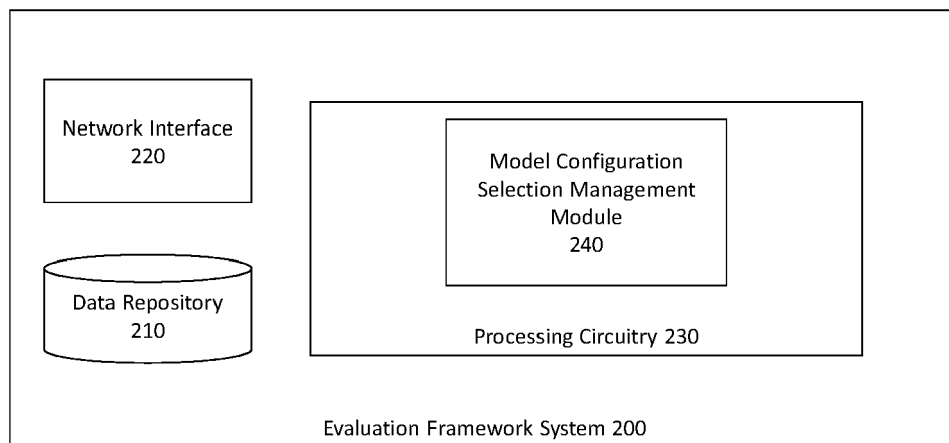 Network Interface
220
Model Configuration
Selection Management
Module
240
Data Repository
210
Processing Circuitry 230
Evaluation Framework System 200